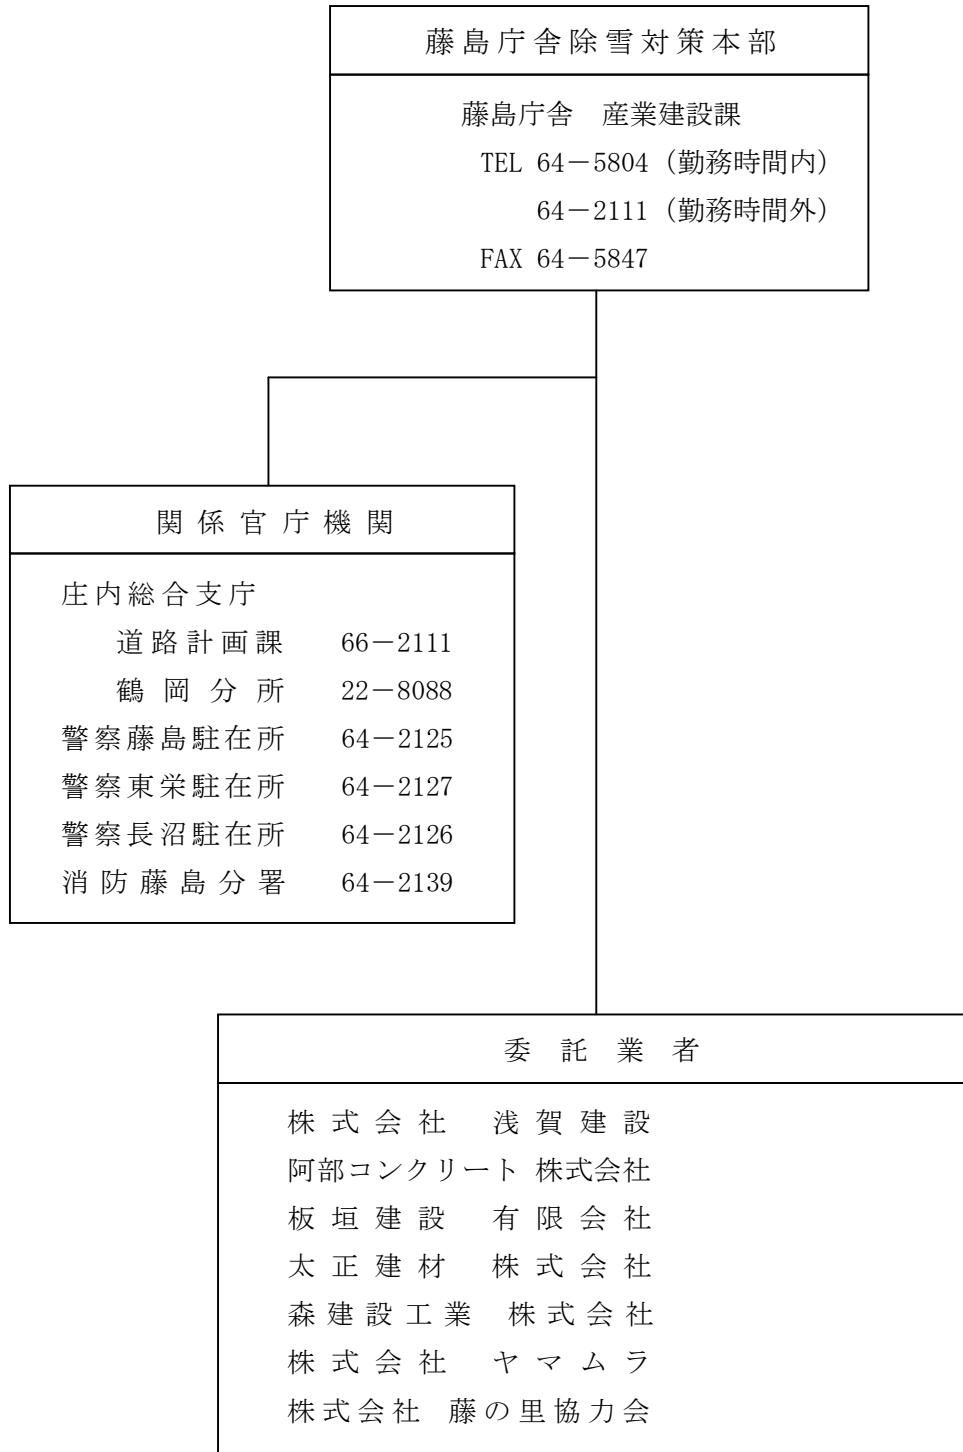 藤島庁舎除雪対策本部
藤島庁舎　産業建設課
TEL 64－5804（勤務時間内）
64－2111（勤務時間外）
FAX 64－5847
関係官庁機関
庄内総合支庁
道路計画課　66－2111
鶴岡分所　22－8088
警察藤島駐在所　64－2125
警察東栄駐在所　64－2127
警察長沼駐在所　64－2126
消防藤島分署　64－2139
委託業者
株式会社　浅賀建設
阿部コンクリート 株式会社
板垣建設　有限会社
太正建材　株式会社
森建設工業　株式会社
株式会社　ヤマムラ
株式会社　藤の里協力会